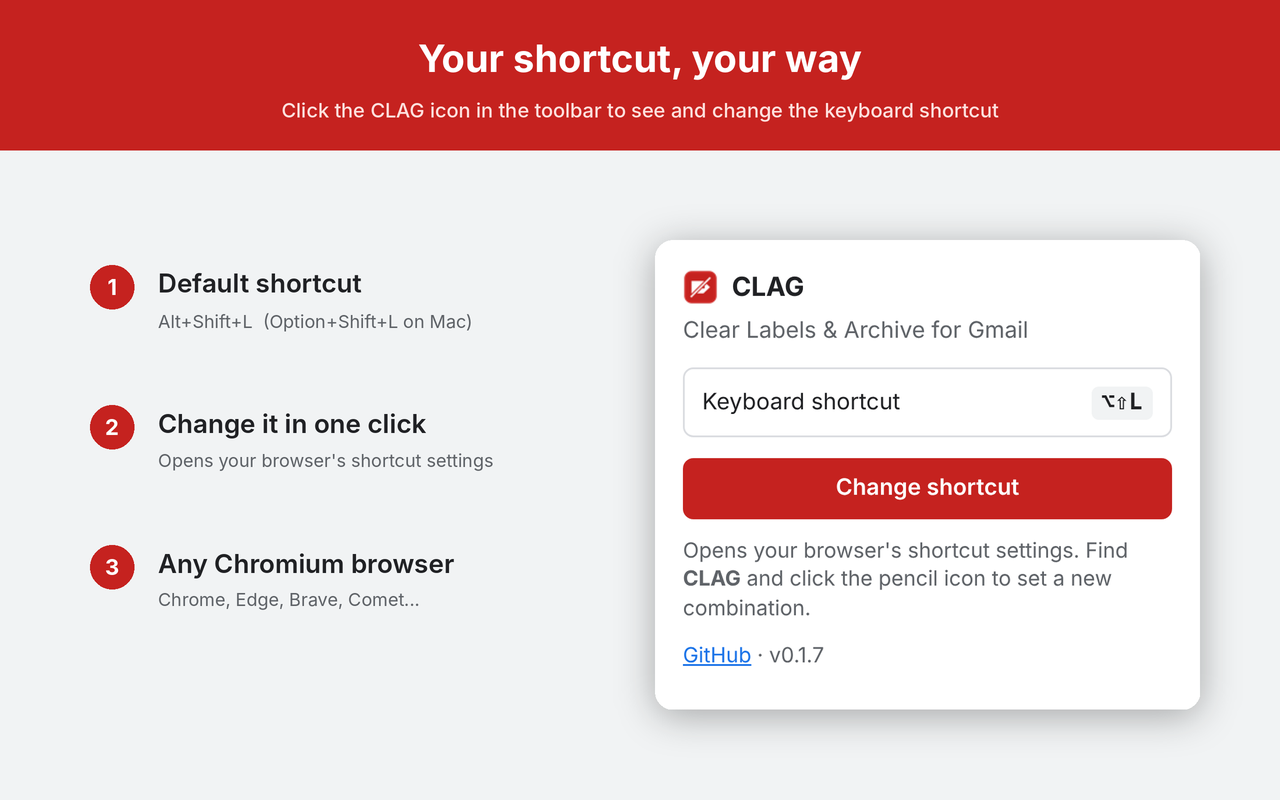 Your shortcut, your way
Click the CLAG icon in the toolbar to see and change the keyboard shortcut
1
Default shortcut
Alt+Shift+L (Option+Shift+L on Mac)
2
Change it in one click
Opens your browser's shortcut settings
3
Any Chromium browser
Chrome, Edge, Brave, Comet...
CLAG
Clear Labels & Archive for Gmail
Keyboard shortcut
⌥⇧L
Change shortcut
Opens your browser's shortcut settings. Find
CLAG and click the pencil icon to set a new
combination.
GitHub · v0.1.7